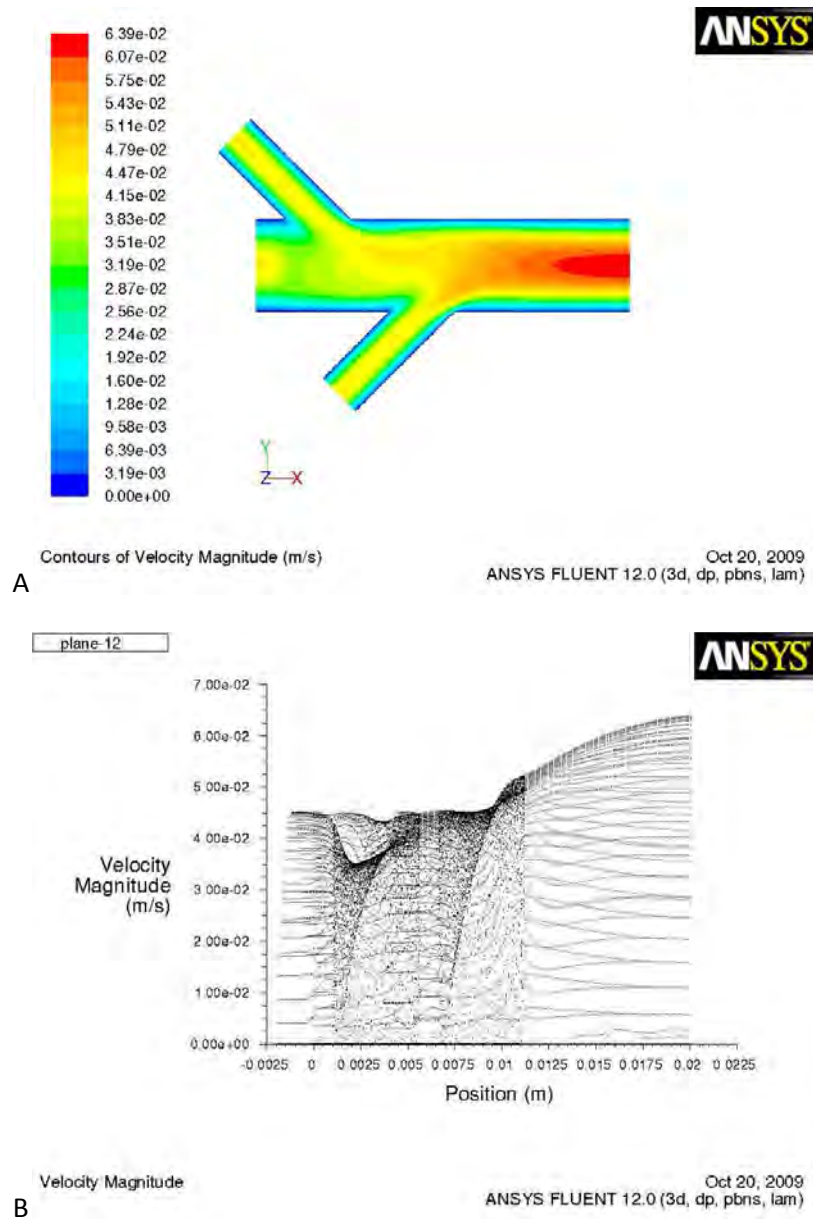 ANSYS
6.39e-02
6.07e-02
5.75e-02
5.43e-02
5.11e-02
4.79e-02
4.47e-02
4.15e-02
3.83e-02
3.51e-02
3.19e-02
2.87e-02
2.56e-02
2.24e-02
1.92e-02
1.60e-02
1.28e-02
9.58e-03
6.39e-03
3.19e-03
0.00e+00
Y
Z X
Contours of Velocity Magnitude (m/s)
Oct 20, 2009
ANSYS FLUENT 12.0 (3d, dp, pbns, lam)
A
plane-12
ANSYS
7.00e-02
6.00e-02
5.00e-02
4.00e-02
3.00e-02
2.00e-02
1.00e-02
0.00e+00
Velocity
Magnitude
(m/s)
-0.0025 0 0.0025 0.005 0.0075 0.01 0.0125 0.015 0.0175 0.02 0.0225
Position (m)
Velocity Magnitude
Oct 20, 2009
ANSYS FLUENT 12.0 (3d, dp, pbns, lam)
B